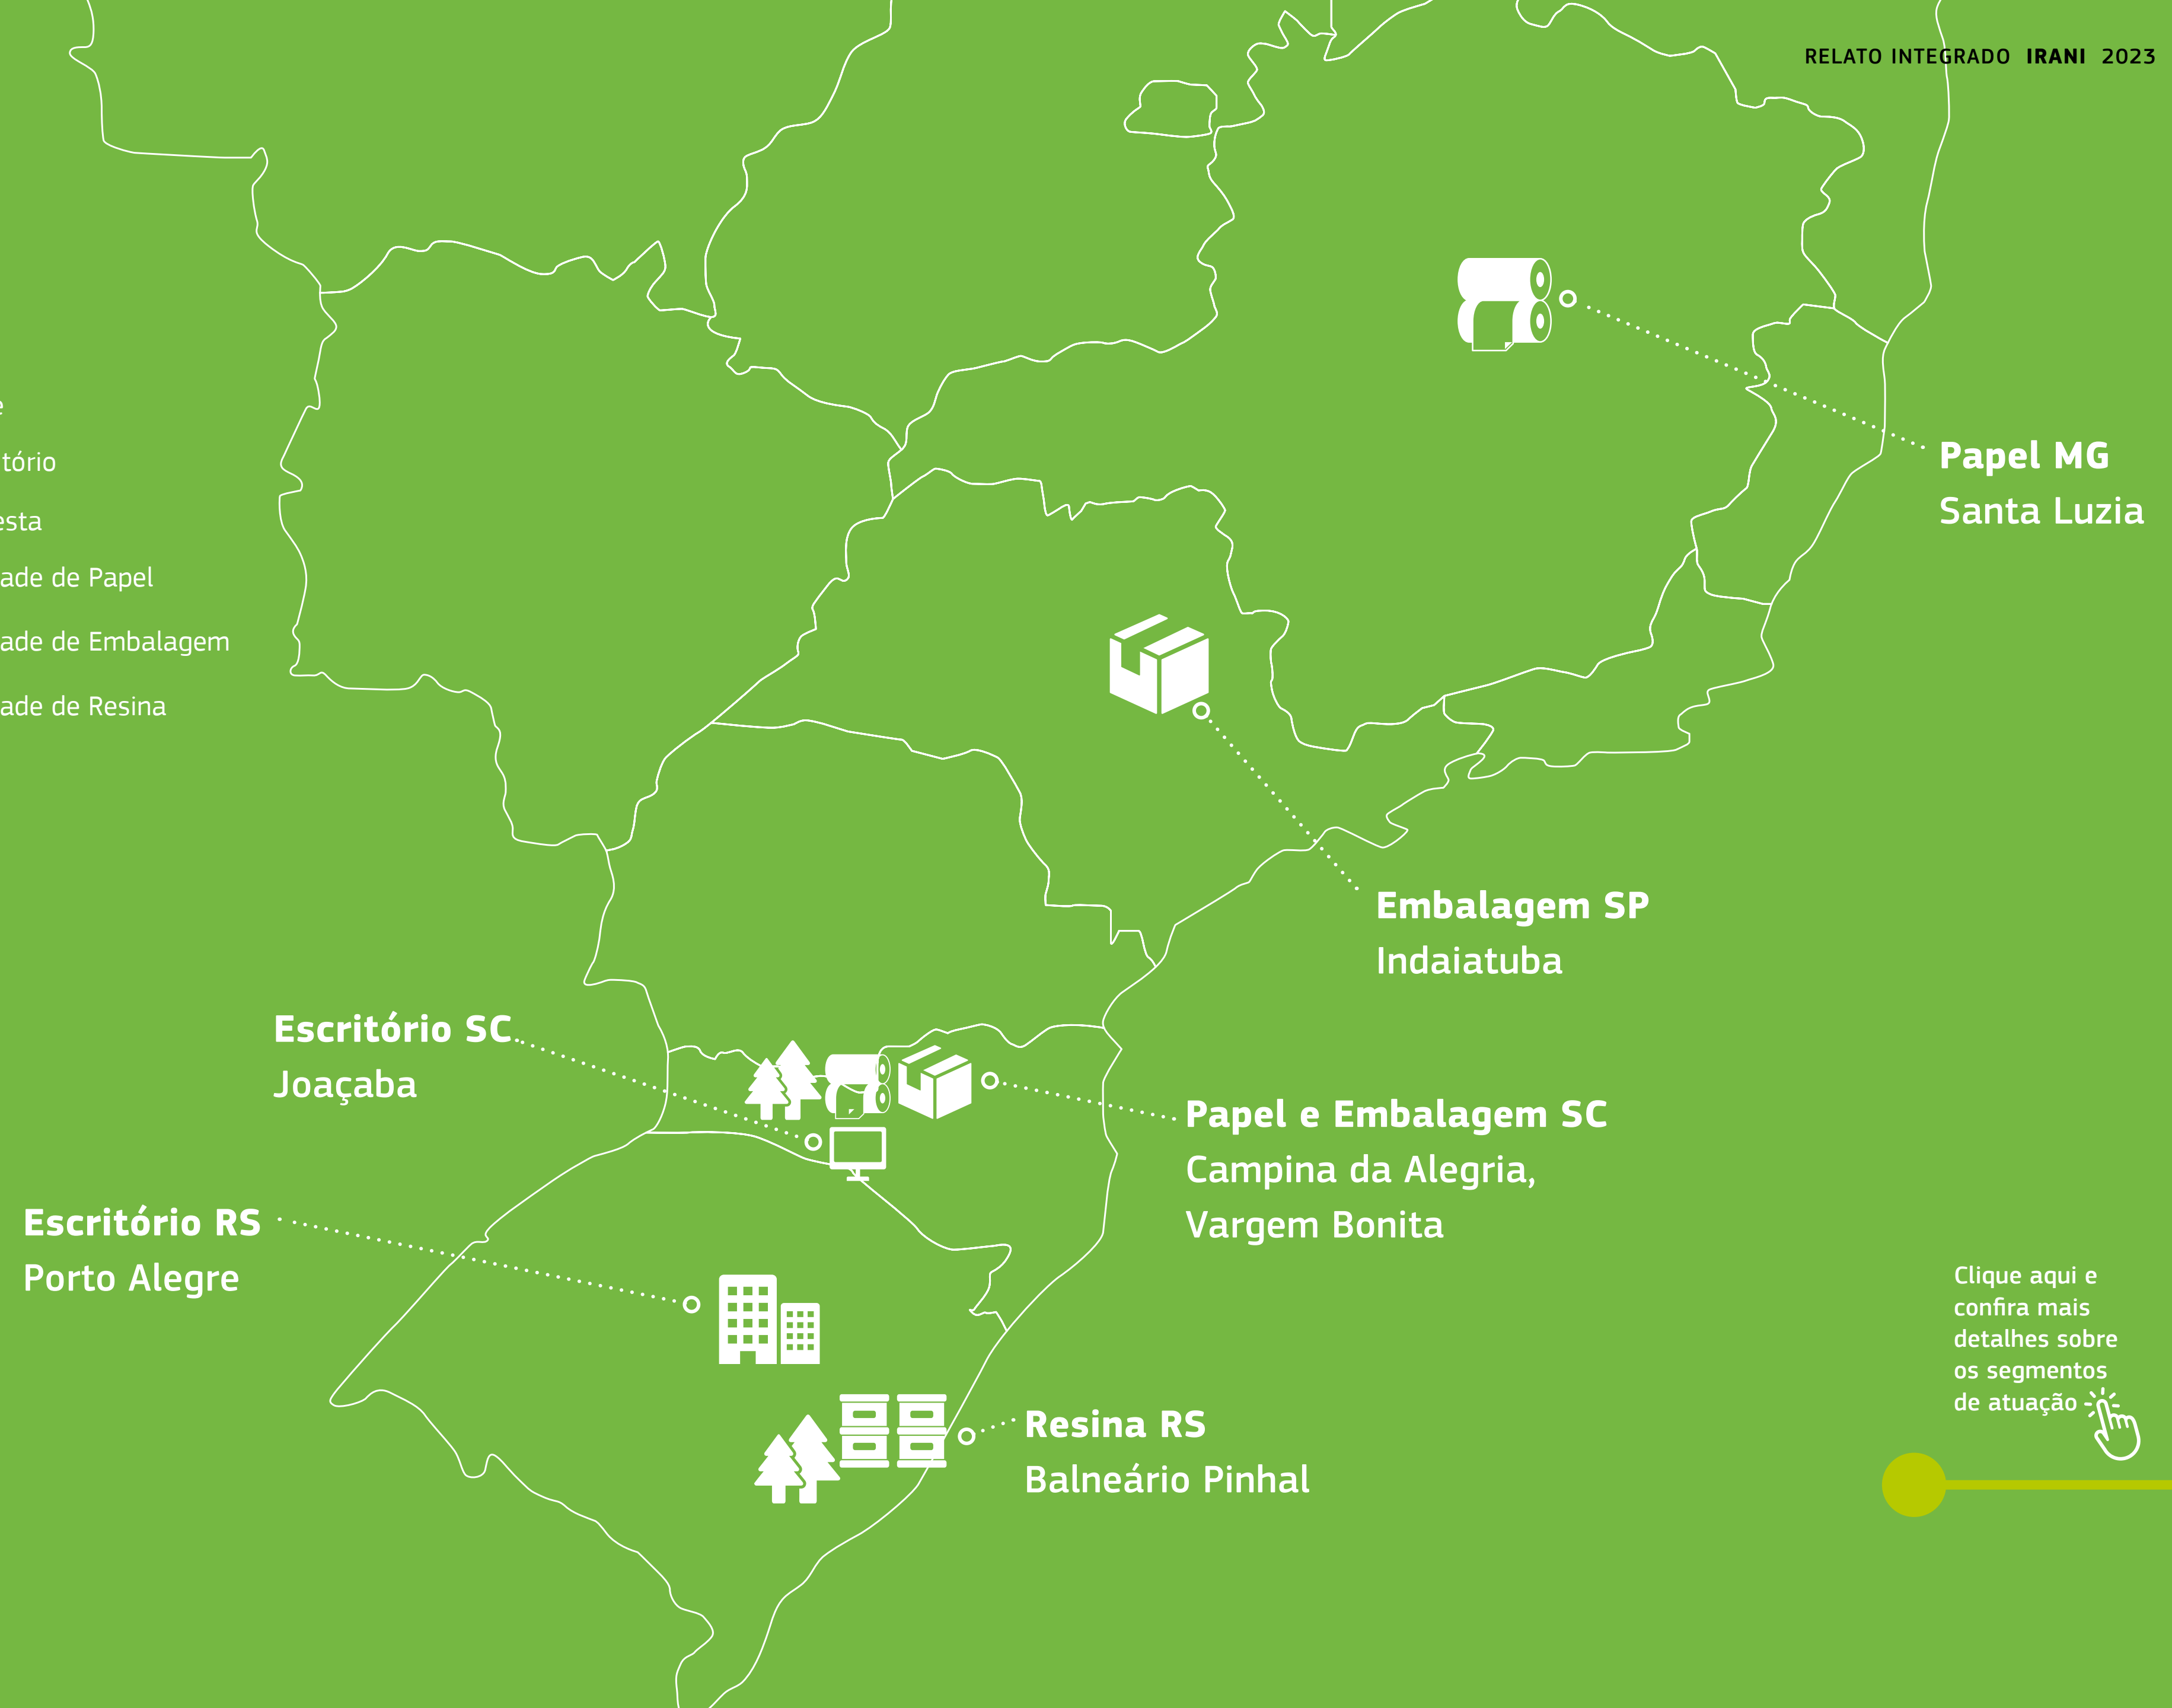 RELATO INTEGRADO IRANI 2023
tório
esta
ade de Papel
ade de Embalagem
ade de Resina
Papel MG
Santa Luzia
Embalagem SP
Indaiatuba
Escritório SC
Joaçaba
Papel e Embalagem SC
Campina da Alegria,
Vargem Bonita
Escritório RS
Porto Alegre
Resina RS
Balneário Pinhal
Clique aqui e
confira mais
detalhes sobre
os segmentos
de atuação